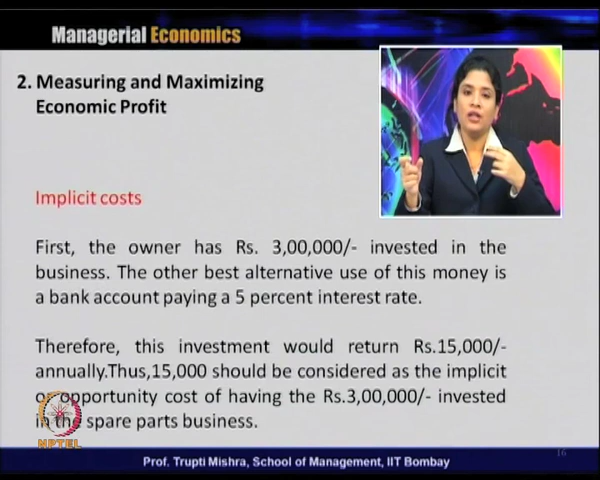 Managerial Economics
2. Measuring and Maximizing
Economic Profit
Implicit costs
First, the owner has Rs. 3,00,000/- invested in the
business. The other best alternative use of this money is
a bank account paying a 5 percent interest rate.
Therefore, this investment would return Rs.15,000/-
annually.Thus,15,000 should be considered as the implicit
or opportunity cost of having the Rs.3,00,000/- invested
in the spare parts business.
NPTEL
Prof. Trupti Mishra, School of Management, IIT Bombay
16